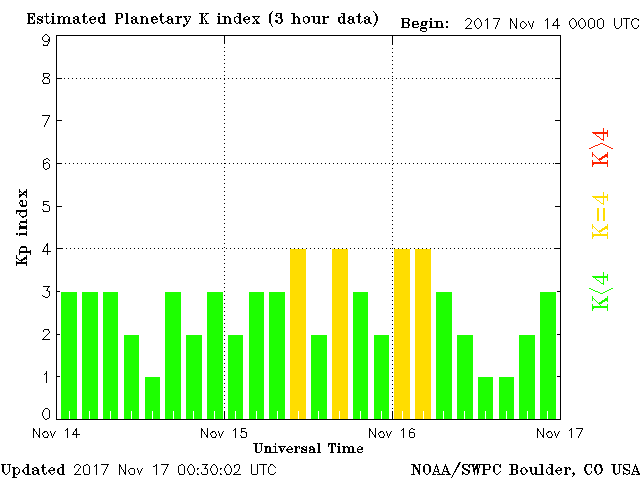 Estimated Planetary K index (3 hour data)
Begin: 2017 Nov 14 0000 UTC
9
8
7
6
5
4
3
2
1
0
Kp index
K>4
K=4
K<4
Nov 14
Nov 15
Nov 16
Nov 17
Universal Time
Updated 2017 Nov 17 00:30:02 UTC
NOAA/SWPC Boulder, CO USA